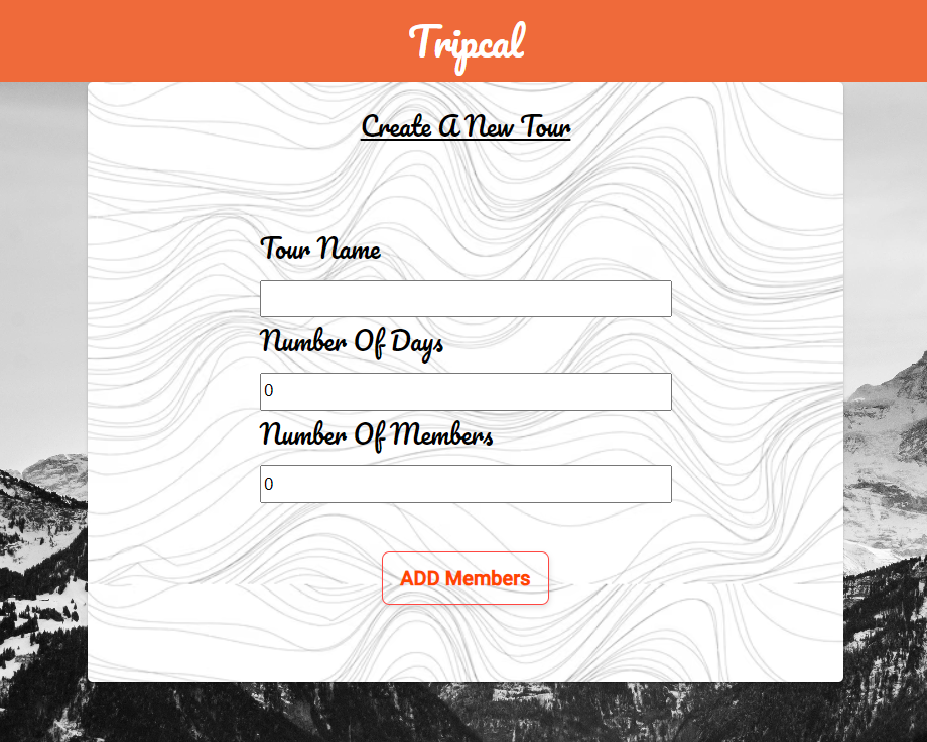 Tripcal
Create A New Tour
Tour Name
Number Of Days
0
Number Of Members
0
ADD Members